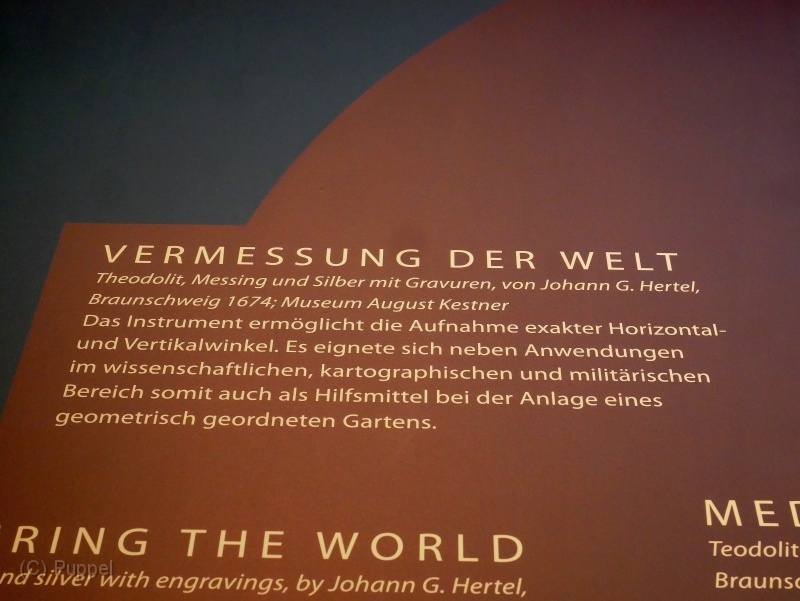 VERMESSUNG DER WELT
Theodolit, Messing und Silber mit Gravuren, von Johann G. Hertel,
Braunschweig 1674; Museum August Kestner
Das Instrument ermöglicht die Aufnahme exakter Horizontal-
und Vertikalwinkel. Es eignete sich neben Anwendungen
im wissenschaftlichen, kartographischen und militärischen
Bereich somit auch als Hilfsmittel bei der Anlage eines
geometrisch geordneten Gartens.
RING THE WORLD
nd silver with engravings, by Johann G. Hertel,
MED
Teodolit
Braunsc
(C) Puppel